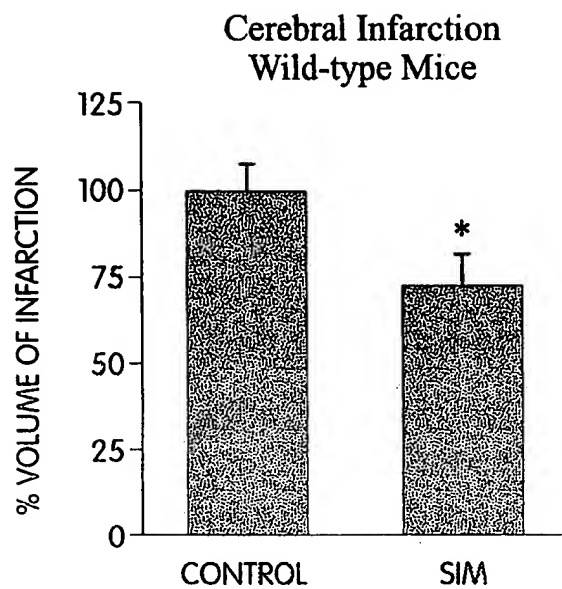 Cerebral Infarction
Wild-type Mice
% VOLUME OF INFARCTION
125
100
75
50
25
0
*
CONTROL
SIM